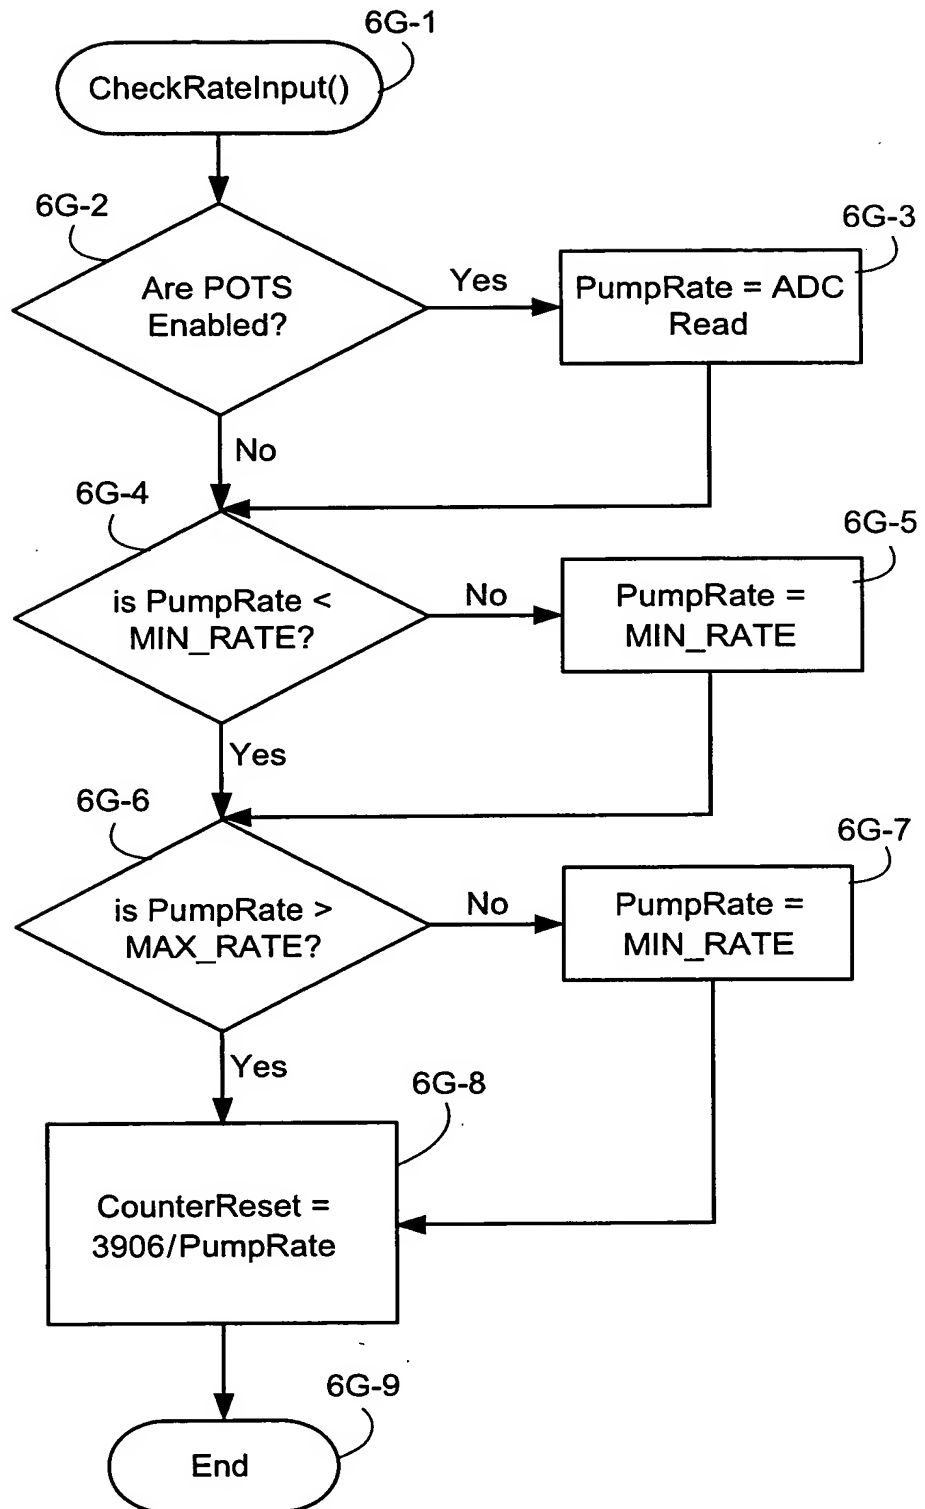 6G-1
CheckRateInput()
6G-2
Are POTS
Enabled?
Yes
6G-3
PumpRate = ADC
Read
No
6G-4
is PumpRate <
MIN_RATE?
No
6G-5
PumpRate =
MIN_RATE
Yes
6G-6
is PumpRate >
MAX_RATE?
No
6G-7
PumpRate =
MIN_RATE
Yes
6G-8
CounterReset =
3906/PumpRate
6G-9
End